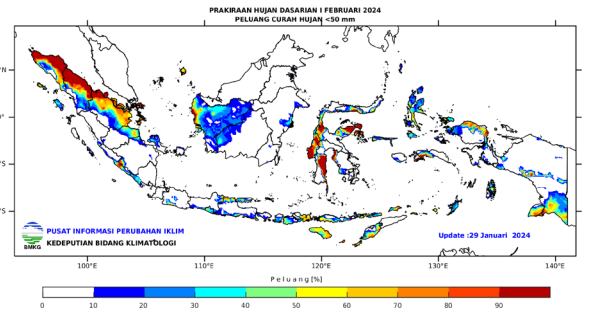 PRAKIRAAN HUJAN DASARIAN I FEBRUARI 2024
PELUANG CURAH HUJAN <50 mm
°N
0°
°S
°S
PUSAT INFORMASI PERUBAHAN IKLIM
KEDEPUTIAN BIDANG KLIMATOLOGI
BMKG
Update :29 Januari 2024
100°E 110°E 120°E 130°E 140°E
Peluang [%]
0 10 20 30 40 50 60 70 80 90